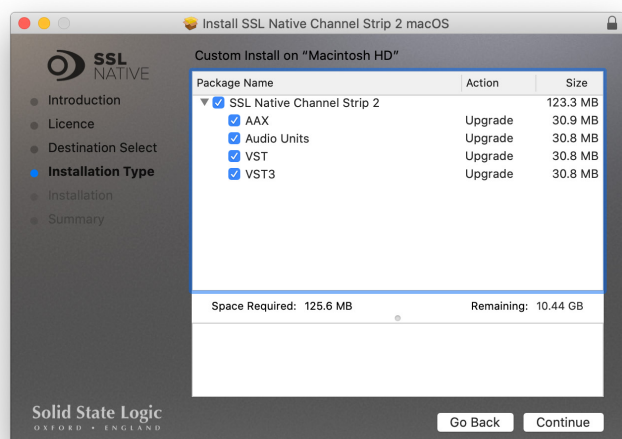 Install SSL Native Channel Strip 2 macOS
SSL
NATIVE
Introduction
Licence
Destination Select
Installation Type
Installation
Summary
Custom Install on “Macintosh HD”
Package Name Action Size
SSL Native Channel Strip 2 123.3 MB
AAX Upgrade 30.9 MB
Audio Units Upgrade 30.8 MB
VST Upgrade 30.8 MB
VST3 Upgrade 30.8 MB
Space Required: 125.6 MB Remaining: 10.44 GB
Solid State Logic
OXFORD • ENGLAND
Go Back Continue